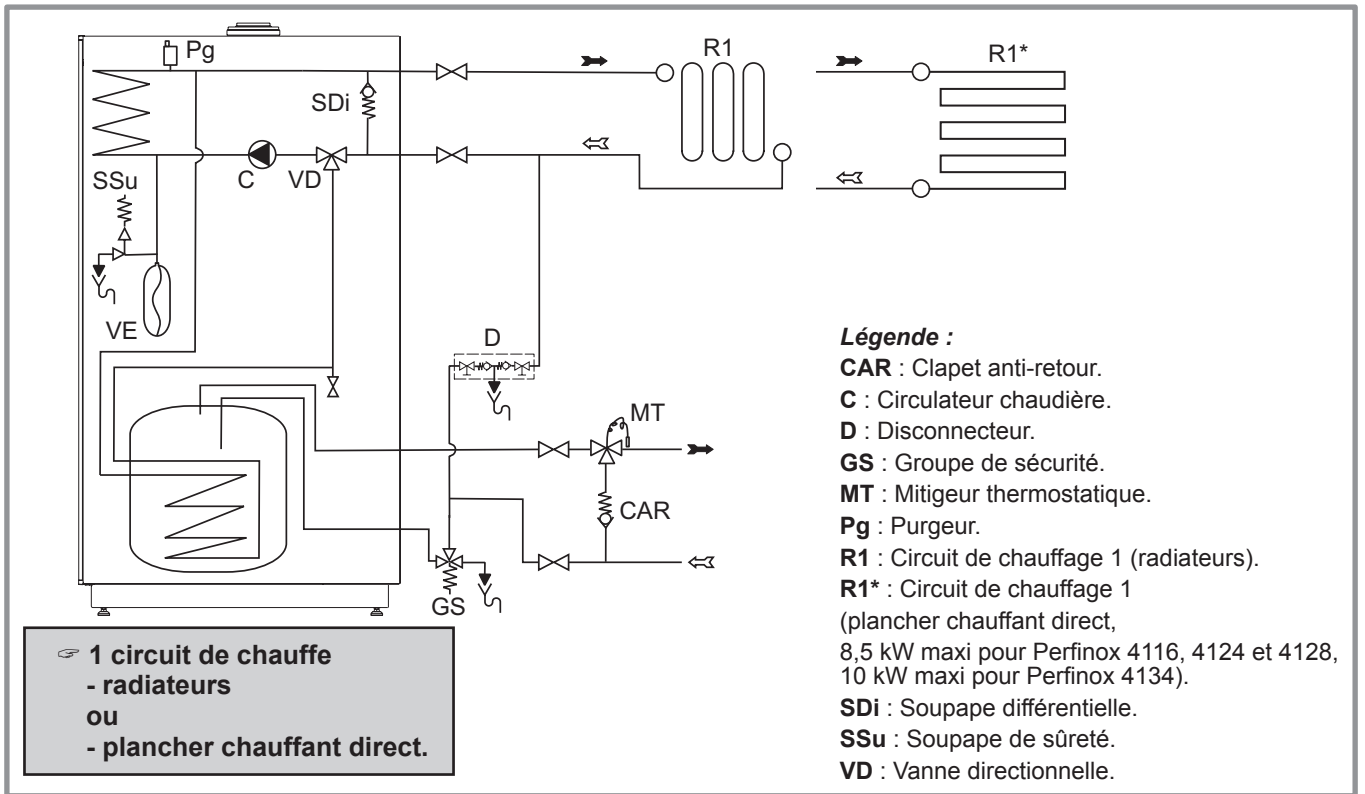 Pg
R1
R1*
SDi
SSu
C
VD
VE
D
MT
CAR
GS
☞ 1 circuit de chauffe
- radiateurs
ou
- plancher chauffant direct.
Légende :
CAR : Clapet anti-retour.
C : Circulateur chaudière.
D : Disconnecteur.
GS : Groupe de sécurité.
MT : Mitigeur thermostatique.
Pg : Purgeur.
R1 : Circuit de chauffage 1 (radiateurs).
R1* : Circuit de chauffage 1
(plancher chauffant direct,
8,5 kW maxi pour Perfinox 4116, 4124 et 4128,
10 kW maxi pour Perfinox 4134).
SDi : Soupape différentielle.
SSu : Soupape de sûreté.
VD : Vanne directionnelle.